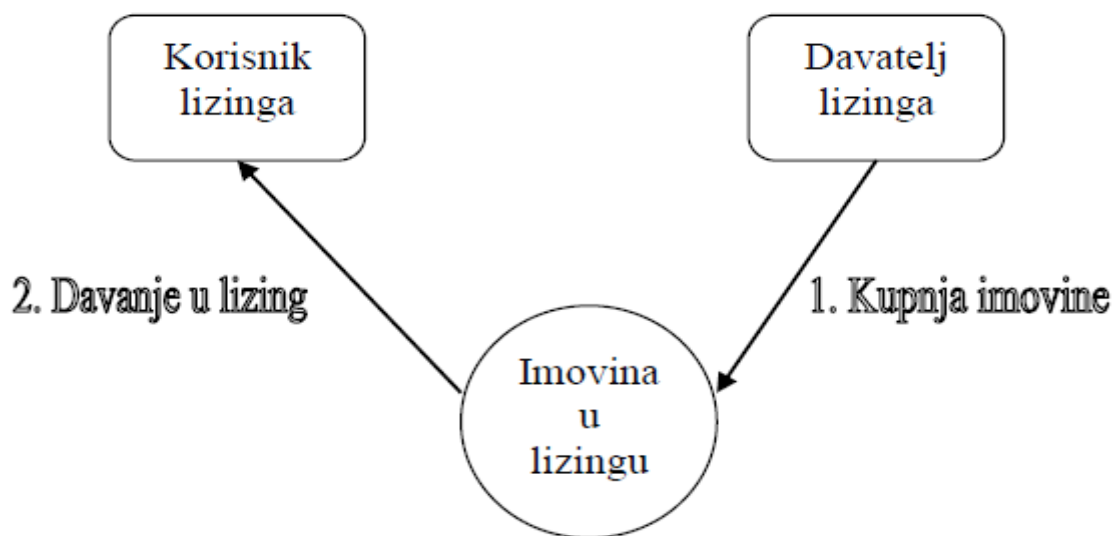 Korisnik
lizinga
Davatelj
lizinga
2. Davanje u lizing
1. Kupnja imovine
Imovina
u
lizingu